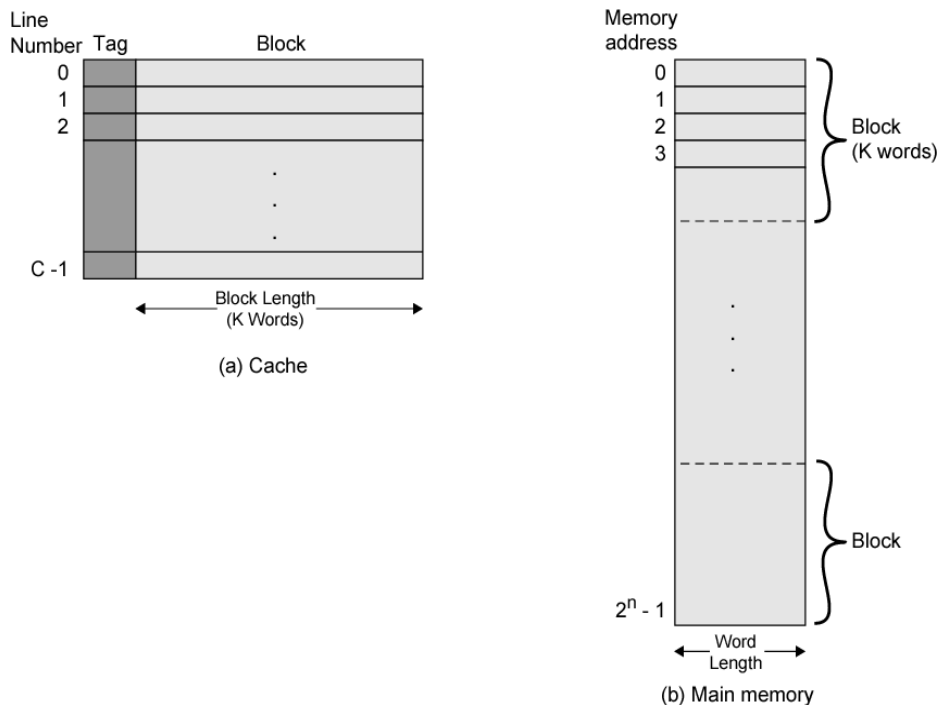 Line
Number Tag Block
0
1
2
.
.
.
C -1
Block Length
(K Words)
(a) Cache
Memory
address
0
1
2
3
Block
(K words)
.
.
.
Block
2ⁿ - 1
Word
Length
(b) Main memory